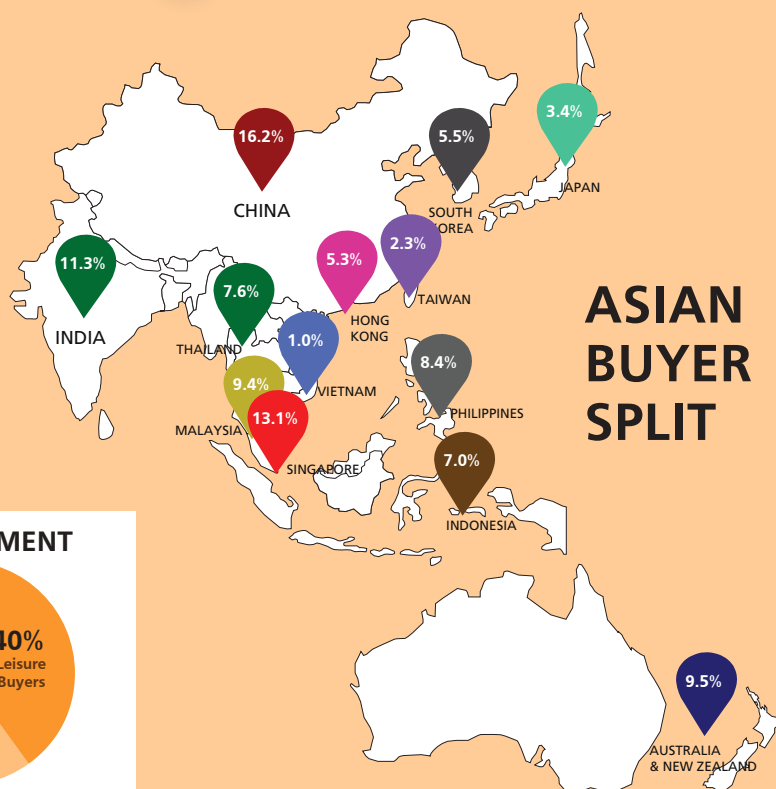 3.4%
JAPAN
16.2%
CHINA
5.5%
SOUTH
KOREA
2.3%
TAIWAN
5.3%
HONG
KONG
11.3%
INDIA
7.6%
THAILAND
1.0%
VIETNAM
9.4%
MALAYSIA
13.1%
SINGAPORE
8.4%
PHILIPPINES
7.0%
INDONESIA
ASIAN
BUYER
SPLIT
9.5%
AUSTRALIA
& NEW ZEALAND
MENT
40%
Leisure
Buyers